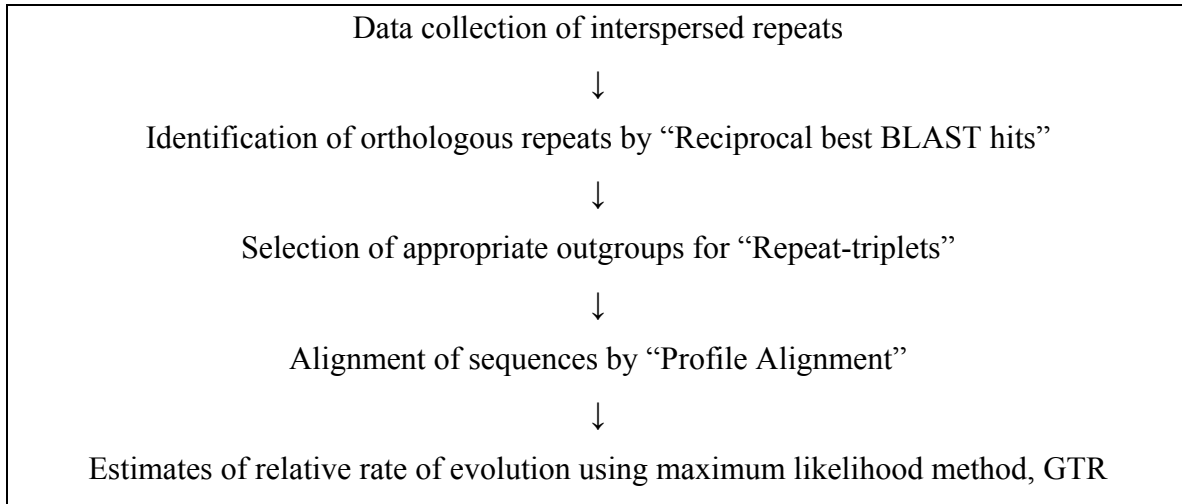 Data collection of interspersed repeats
↓
Identification of orthologous repeats by “Reciprocal best BLAST hits”
↓
Selection of appropriate outgroups for “Repeat-triplets”
↓
Alignment of sequences by “Profile Alignment”
↓
Estimates of relative rate of evolution using maximum likelihood method, GTR